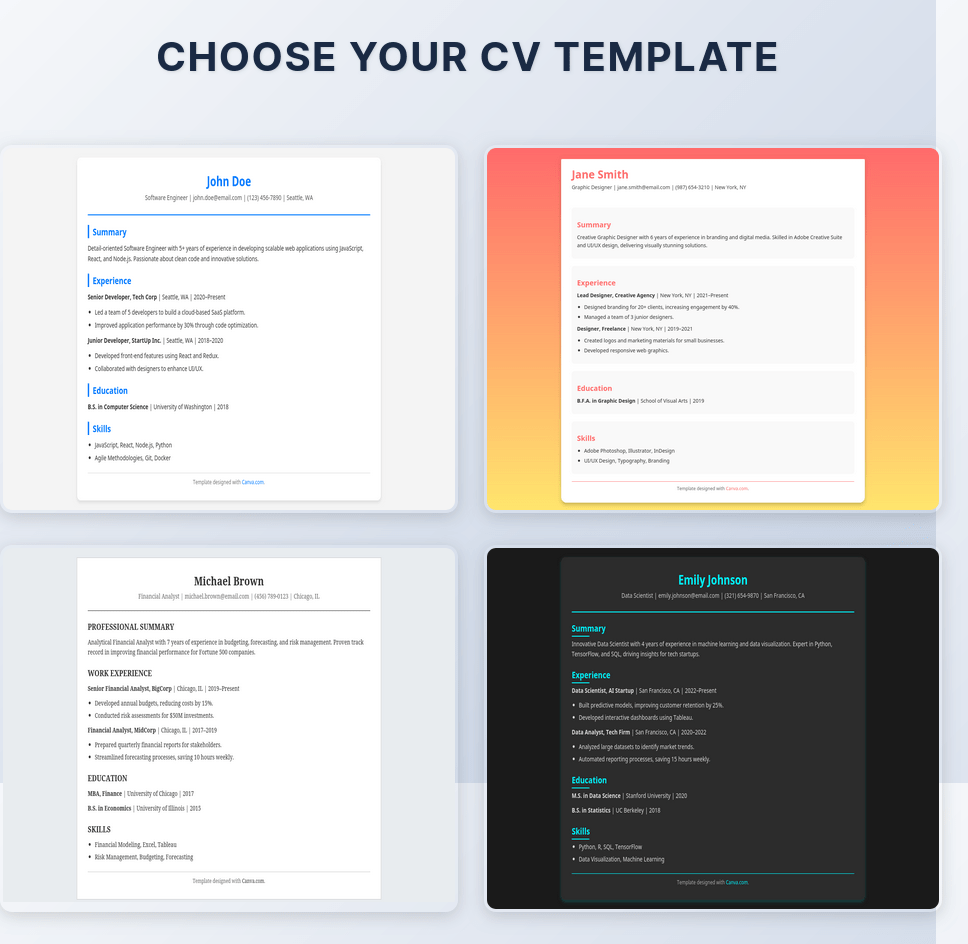 CHOOSE YOUR CV TEMPLATE
John Doe
Software Engineer | john.doe@email.com | (123) 456-7890 | Seattle, WA
Summary
Detail-oriented Software Engineer with 5+ years of experience in developing scalable web applications using JavaScript,
React, and Node.js. Passionate about clean code and innovative solutions.
Experience
Senior Developer, Tech Corp | Seattle, WA | 2020–Present
• Led a team of 5 developers to build a cloud-based SaaS platform.
• Improved application performance by 30% through code optimization.
Junior Developer, StartUp Inc. | Seattle, WA | 2018–2020
• Developed front-end features using React and Redux.
• Collaborated with designers to enhance UI/UX.
Education
B.S. in Computer Science | University of Washington | 2018
Skills
• JavaScript, React, Node.js, Python
• Agile Methodologies, Git, Docker
Template designed with Canva.com.
Jane Smith
Graphic Designer | jane.smith@email.com | (987) 654-3210 | New York, NY
Summary
Creative Graphic Designer with 6 years of experience in branding and digital media. Skilled in Adobe Creative Suite
and UI/UX design, delivering visually stunning solutions.
Experience
Lead Designer, Creative Agency | New York, NY | 2021–Present
• Designed branding for 20+ clients, increasing engagement by 40%.
• Managed a team of 3 junior designers.
Designer, Freelance | New York, NY | 2019–2021
• Created logos and marketing materials for small businesses.
• Developed responsive web graphics.
Education
B.F.A. in Graphic Design | School of Visual Arts | 2019
Skills
• Adobe Photoshop, Illustrator, InDesign
• UI/UX Design, Typography, Branding
Template designed with Canva.com.
Michael Brown
Financial Analyst | michael.brown@email.com | (456) 789-0123 | Chicago, IL
PROFESSIONAL SUMMARY
Analytical Financial Analyst with 7 years of experience in budgeting, forecasting, and risk management. Proven track
record in improving financial performance for Fortune 500 companies.
WORK EXPERIENCE
Senior Financial Analyst, BigCorp | Chicago, IL | 2019–Present
• Developed annual budgets, reducing costs by 15%.
• Conducted risk assessments for $50M investments.
Financial Analyst, MidCorp | Chicago, IL | 2017–2019
• Prepared quarterly financial reports for stakeholders.
• Streamlined forecasting processes, saving 10 hours weekly.
EDUCATION
MBA, Finance | University of Chicago | 2017
B.S. in Economics | University of Illinois | 2015
SKILLS
• Financial Modeling, Excel, Tableau
• Risk Management, Budgeting, Forecasting
Template designed with Canva.com.
Emily Johnson
Data Scientist | emily.johnson@email.com | (321) 654-9870 | San Francisco, CA
Summary
Innovative Data Scientist with 4 years of experience in machine learning and data visualization. Expert in Python,
TensorFlow, and SQL, driving insights for tech startups.
Experience
Data Scientist, AI Startup | San Francisco, CA | 2022–Present
• Built predictive models, improving customer retention by 25%.
• Developed interactive dashboards using Tableau.
Data Analyst, Tech Firm | San Francisco, CA | 2020–2022
• Analyzed large datasets to identify market trends.
• Automated reporting processes, saving 15 hours weekly.
Education
M.S. in Data Science | Stanford University | 2020
B.S. in Statistics | UC Berkeley | 2018
Skills
• Python, R, SQL, TensorFlow
• Data Visualization, Machine Learning
Template designed with Canva.com.